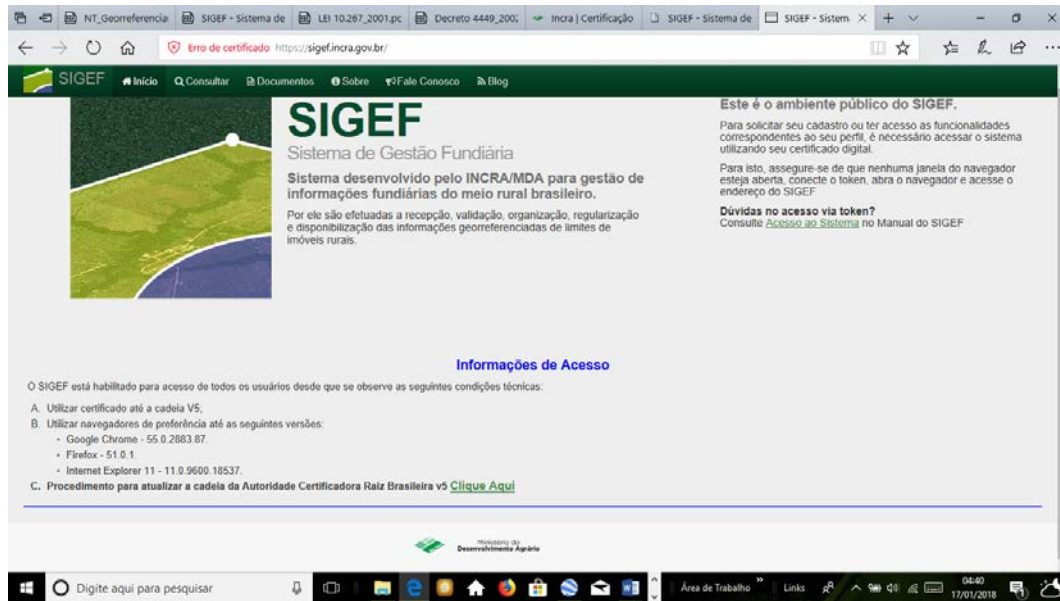 NT_Georreferencia
SIGEF - Sistema de
LEI 10.267_2001.pc
Decreto 4449_200
Incra | Certificação
SIGEF - Sistema de
SIGEF - Sistem
Erro de certificado https://sigef.incra.gov.br/
SIGEF Início Consultar Documentos Sobre Fale Conosco Blog
SIGEF
Sistema de Gestão Fundiária
Sistema desenvolvido pelo INCRA/MDA para gestão de
informações fundiárias do meio rural brasileiro.
Por ele são efetuadas a recepção, validação, organização, regularização
e disponibilização das informações georreferenciadas de limites de
imóveis rurais.
Este é o ambiente público do SIGEF.
Para solicitar seu cadastro ou ter acesso as funcionalidades
correspondentes ao seu perfil, é necessário acessar o sistema
utilizando seu certificado digital.
Para isto, assegure-se de que nenhuma janela do navegador
esteja aberta, conecte o token, abra o navegador e acesse o
endereço do SIGEF
Dúvidas no acesso via token?
Consulte Acesso ao Sistema no Manual do SIGEF
Informações de Acesso
O SIGEF está habilitado para acesso de todos os usuários desde que se observe as seguintes condições técnicas:
A. Utilizar certificado até a cadeia V5;
B. Utilizar navegadores de preferência até as seguintes versões:
• Google Chrome - 55.0.2883.87.
• Firefox - 51.0.1.
• Internet Explorer 11 - 11.0.9600.18537.
C. Procedimento para atualizar a cadeia da Autoridade Certificadora Raiz Brasileira v5 Clique Aqui
Ministério do
Desenvolvimento Agrário
Digite aqui para pesquisar
Área de Trabalho
Links
04:40
17/01/2018